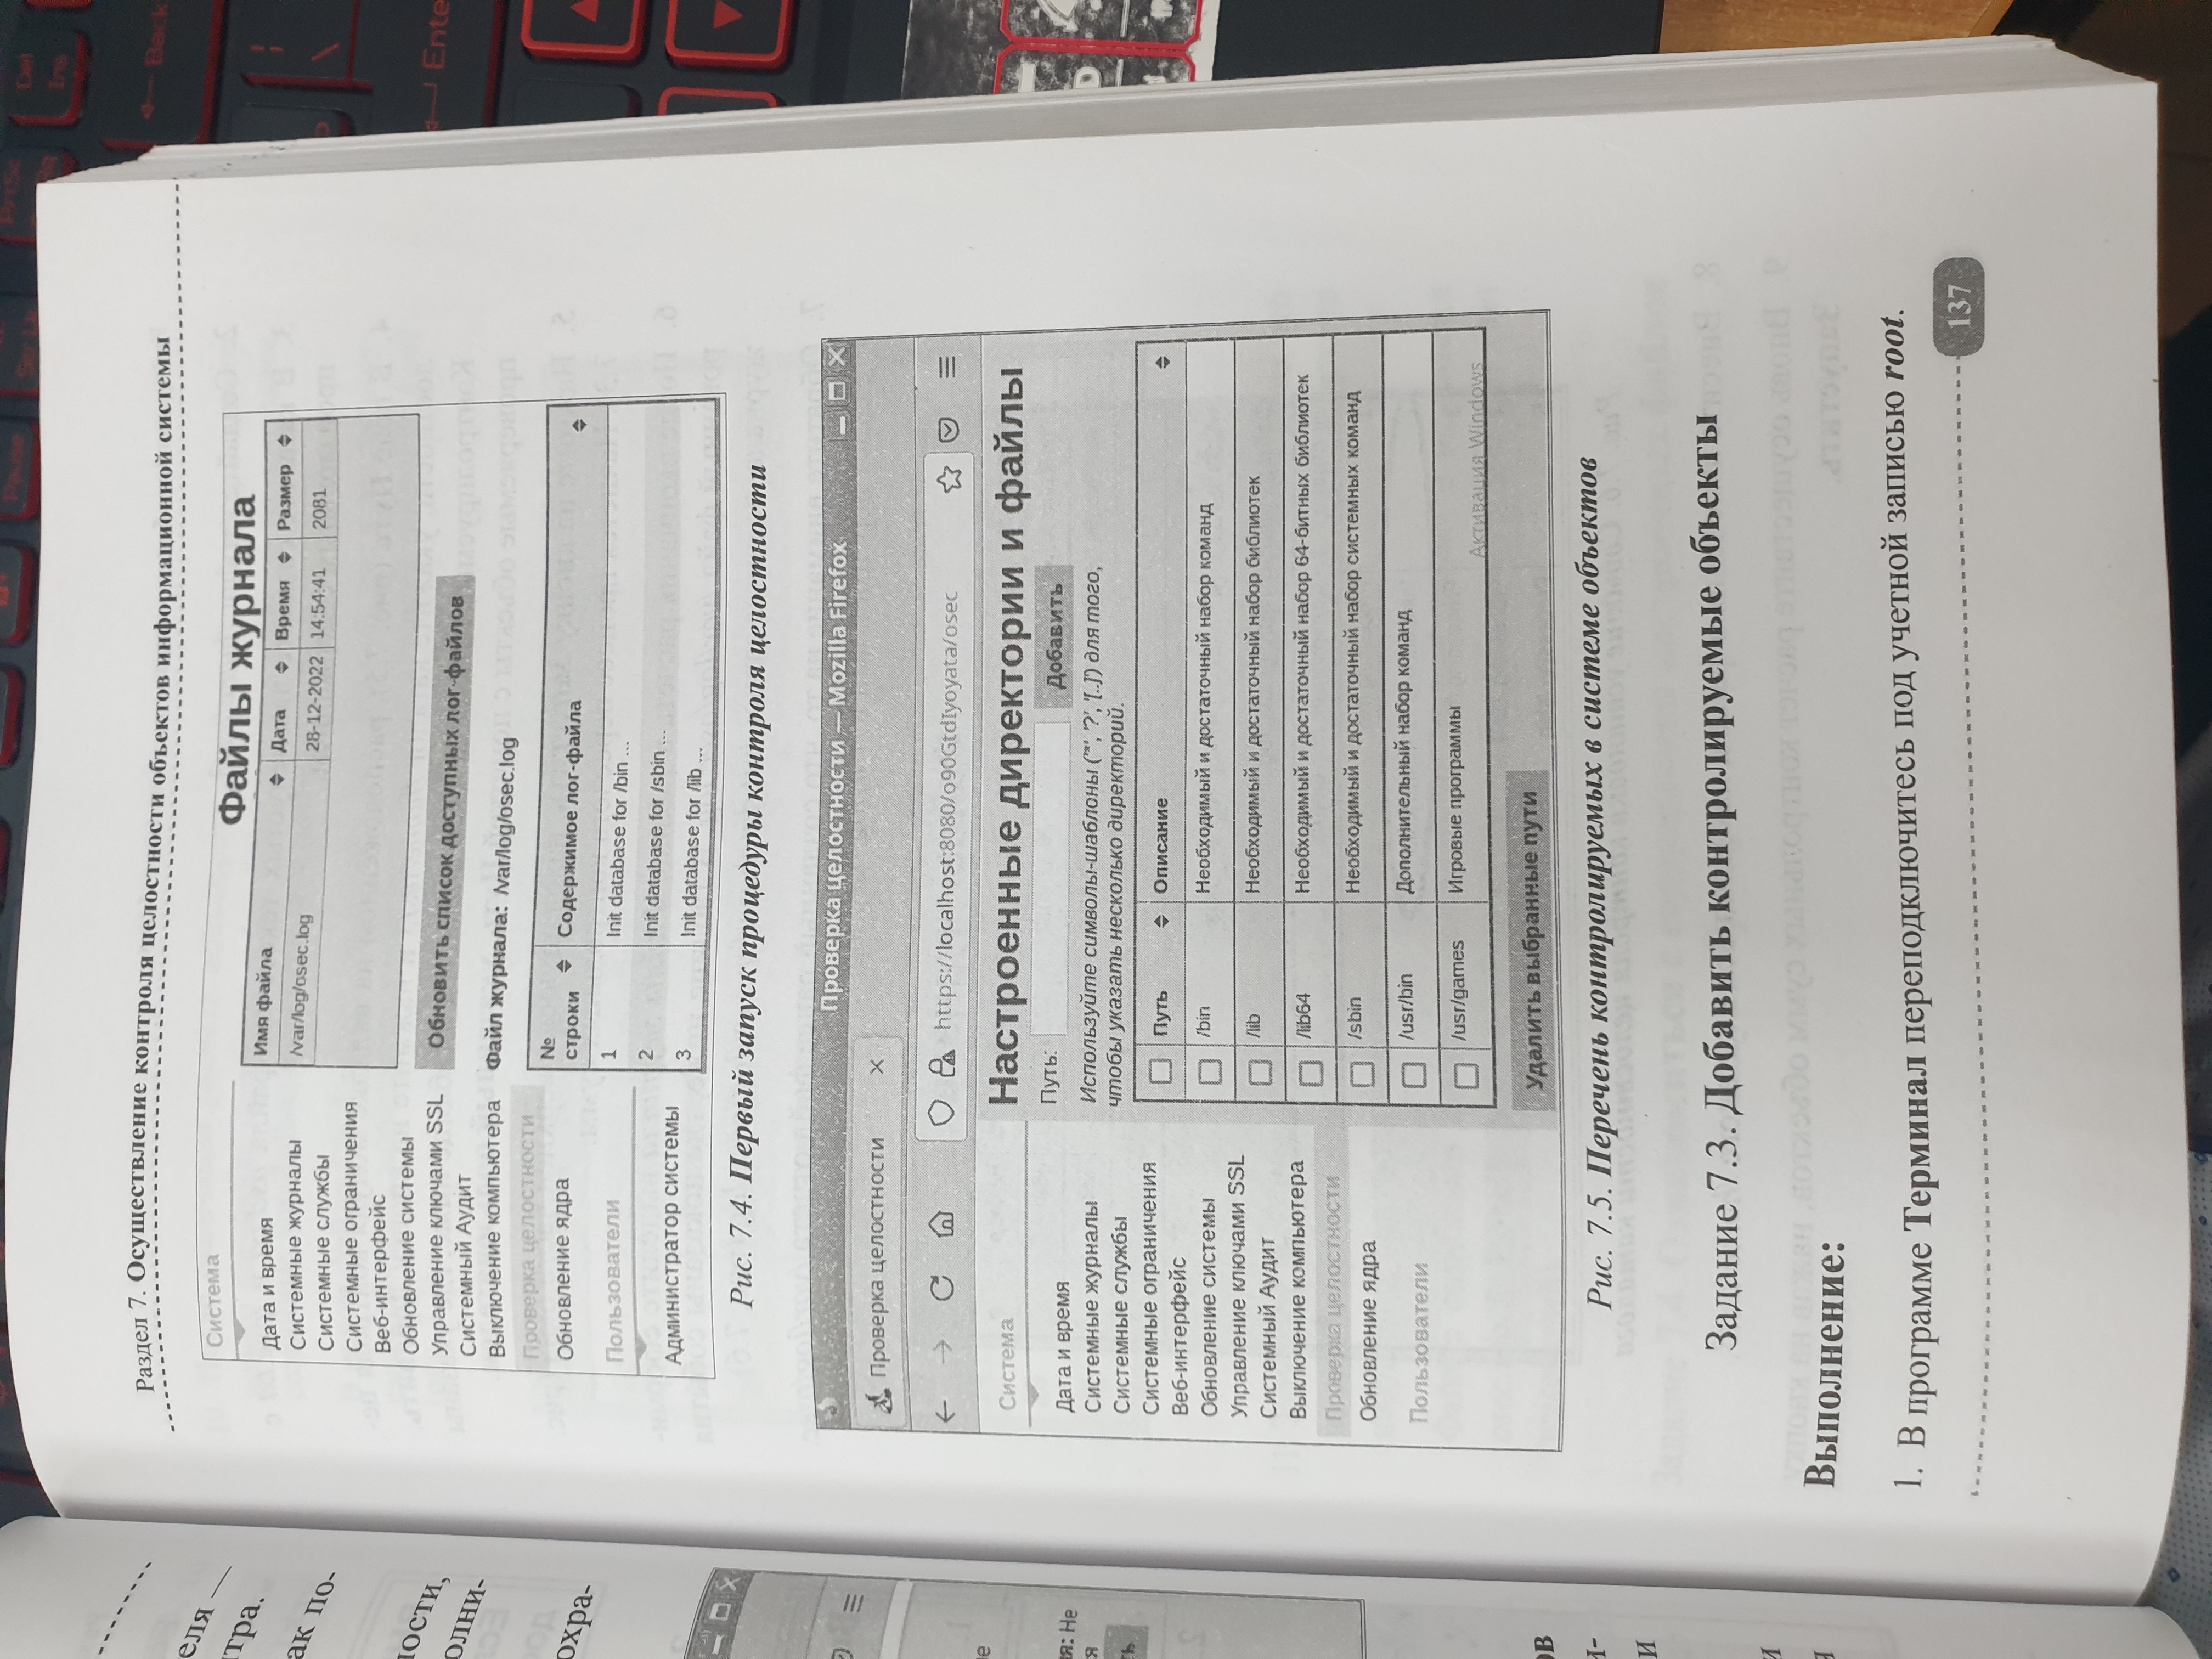 Раздел 7. Осуществление контроля целостности объектов информационной системы
Система
Дата и время
Системные журналы
Системные службы
Системные ограничения
Веб-интерфейс
Обновление системы
Управление ключами SSL
Системный Аудит
Выключение компьютера
Проверка целостности
Обновление ядра
Пользователи
Администратор системы
Файлы журнала
Имя файла Дата Время Размер
/var/log/osec.log 28-12-2022 14:54:41 2081
Обновить список доступных лог-файлов
Файл журнала: /var/log/osec.log
№ строки Содержимое лог-файла
1 Init database for /bin ...
2 Init database for /sbin ...
3 Init database for /lib ...
Рис. 7.4. Первый запуск процедуры контроля целостности
Проверка целостности — Mozilla Firefox
Проверка целостности ×
https://localhost:8080/o90GtdIyoyata/osec
Система
Дата и время
Системные журналы
Системные службы
Системные ограничения
Веб-интерфейс
Обновление системы
Управление ключами SSL
Системный Аудит
Выключение компьютера
Проверка целостности
Обновление ядра
Пользователи
Настроенные директории и файлы
Путь: Добавить
Используйте символы-шаблоны ('*', '?', '[..]') для того,
чтобы указать несколько директорий.
Путь Описание
/bin Необходимый и достаточный набор команд
/lib Необходимый и достаточный набор библиотек
/lib64 Необходимый и достаточный набор 64-битных библиотек
/sbin Необходимый и достаточный набор системных команд
/usr/bin Дополнительный набор команд
/usr/games Игровые программы
Активация Windows
Удалить выбранные пути
Рис. 7.5. Перечень контролируемых в системе объектов
Задание 7.3. Добавить контролируемые объекты
Выполнение:
1. В программе Терминал переподключитесь под учетной записью root.
137